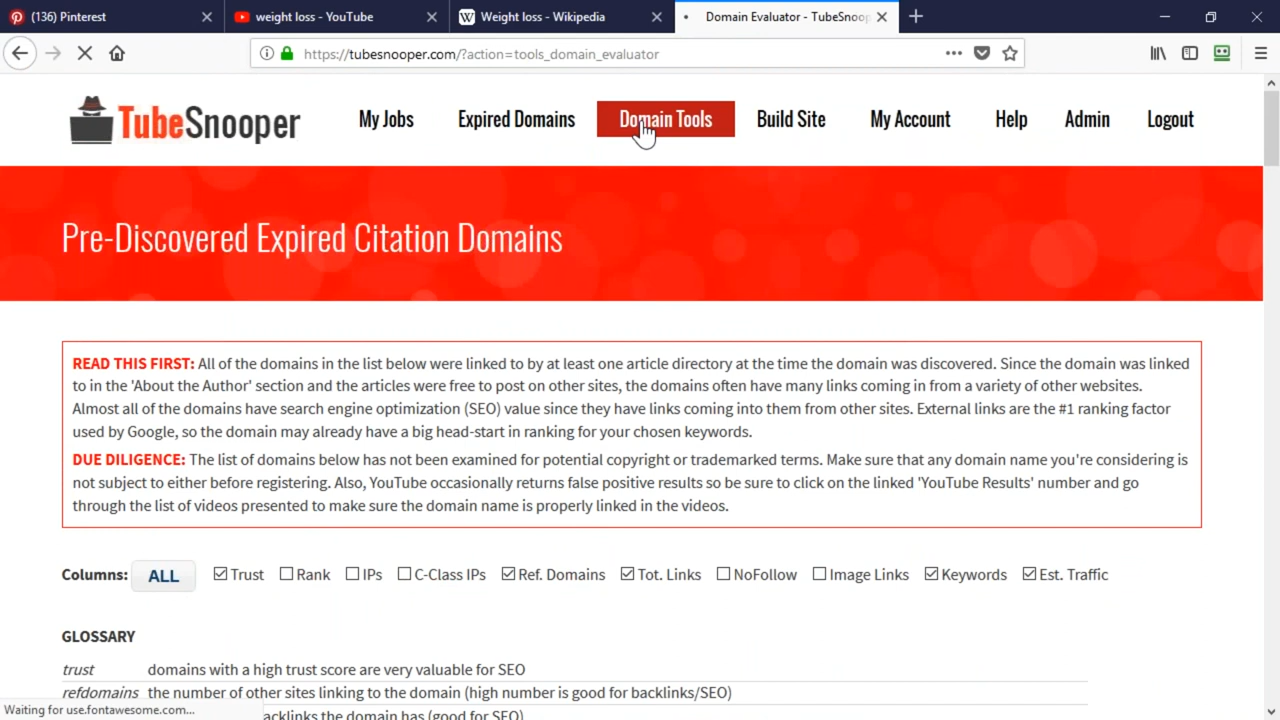 (136) Pinterest
weight loss - YouTube
Weight loss - Wikipedia
Domain Evaluator - TubeSnoop
https://tubesnooper.com/?action=tools_domain_evaluator
TubeSnooper
My Jobs
Expired Domains
Domain Tools
Build Site
My Account
Help
Admin
Logout
Pre-Discovered Expired Citation Domains
READ THIS FIRST: All of the domains in the list below were linked to by at least one article directory at the time the domain was discovered. Since the domain was linked
to in the 'About the Author' section and the articles were free to post on other sites, the domains often have many links coming in from a variety of other websites.
Almost all of the domains have search engine optimization (SEO) value since they have links coming into them from other sites. External links are the #1 ranking factor
used by Google, so the domain may already have a big head-start in ranking for your chosen keywords.
DUE DILIGENCE: The list of domains below has not been examined for potential copyright or trademarked terms. Make sure that any domain name you're considering is
not subject to either before registering. Also, YouTube occasionally returns false positive results so be sure to click on the linked 'YouTube Results' number and go
through the list of videos presented to make sure the domain name is properly linked in the videos.
Columns: ALL Trust Rank IPs C-Class IPs Ref. Domains Tot. Links NoFollow Image Links Keywords Est. Traffic
GLOSSARY
trust domains with a high trust score are very valuable for SEO
refdomains the number of other sites linking to the domain (high number is good for backlinks/SEO)
Waiting for use.fontawesome.com...
acklinks the domain has (good for SEO)